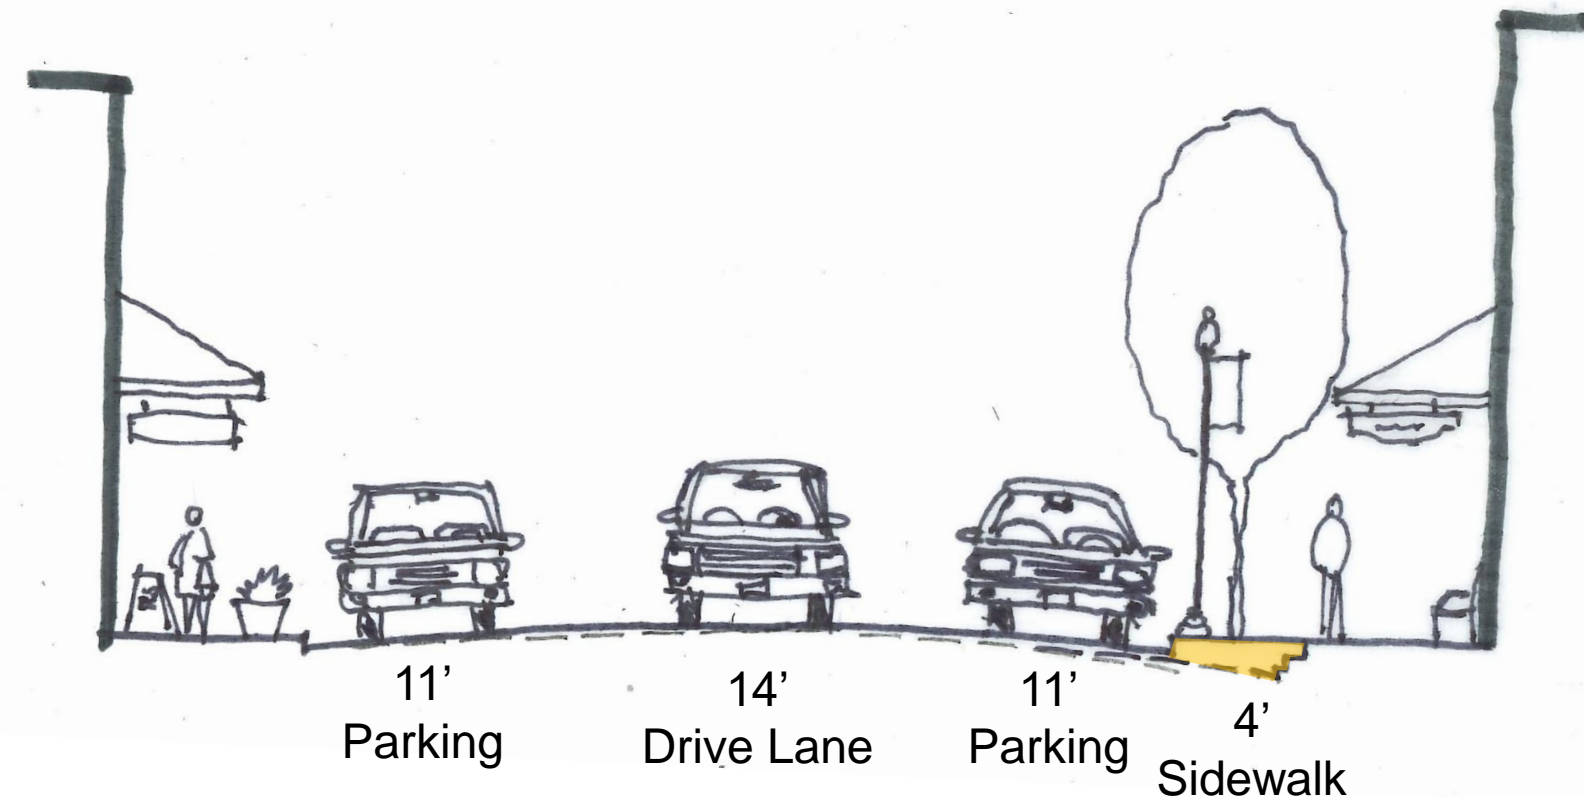 11’
Parking
14’
Drive Lane
11’
Parking
4’
Sidewalk